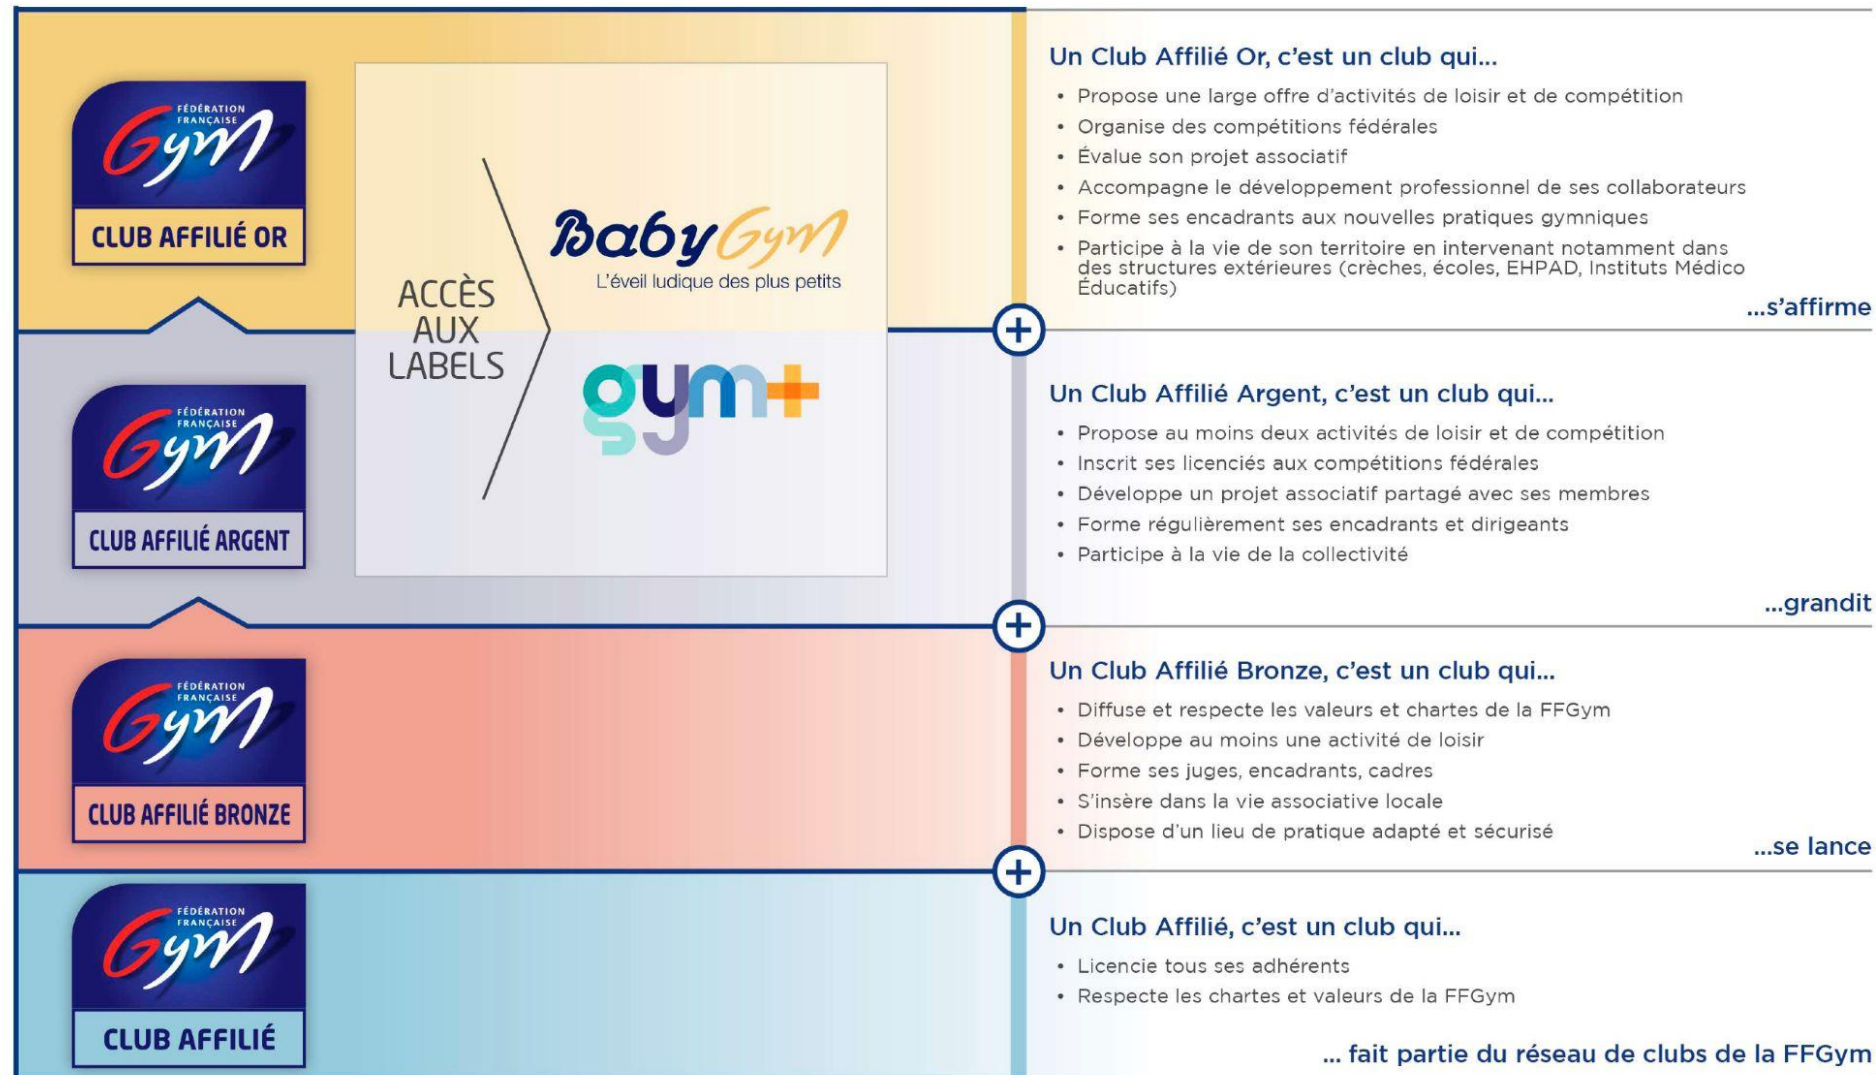 FÉDÉRATION
FRANÇAISE
Gym
CLUB AFFILIÉ OR
ACCÈS
AUX
LABELS
BabyGym
L'éveil ludique des plus petits
gym+
Un Club Affilié Or, c'est un club qui...
• Propose une large offre d'activités de loisir et de compétition
• Organise des compétitions fédérales
• Évalue son projet associatif
• Accompagne le développement professionnel de ses collaborateurs
• Forme ses encadrants aux nouvelles pratiques gymniques
• Participe à la vie de son territoire en intervenant notamment dans
des structures extérieures (crèches, écoles, EHPAD, Instituts Médico
Éducatifs)
...s'affirme
+
FÉDÉRATION
FRANÇAISE
Gym
CLUB AFFILIÉ ARGENT
Un Club Affilié Argent, c'est un club qui...
• Propose au moins deux activités de loisir et de compétition
• Inscrit ses licenciés aux compétitions fédérales
• Développe un projet associatif partagé avec ses membres
• Forme régulièrement ses encadrants et dirigeants
• Participe à la vie de la collectivité
...grandit
+
FÉDÉRATION
FRANÇAISE
Gym
CLUB AFFILIÉ BRONZE
Un Club Affilié Bronze, c'est un club qui...
• Diffuse et respecte les valeurs et chartes de la FFGym
• Développe au moins une activité de loisir
• Forme ses juges, encadrants, cadres
• S'insère dans la vie associative locale
• Dispose d'un lieu de pratique adapté et sécurisé
...se lance
+
FÉDÉRATION
FRANÇAISE
Gym
CLUB AFFILIÉ
Un Club Affilié, c'est un club qui...
• Licencie tous ses adhérents
• Respecte les chartes et valeurs de la FFGym
... fait partie du réseau de clubs de la FFGym